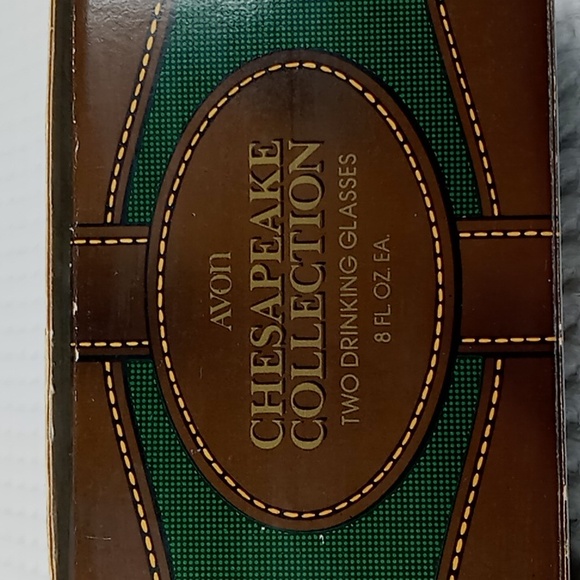 AVON
CHESAPEAKE
COLLECTION
TWO DRINKING GLASSES
8 FL. OZ. EA.